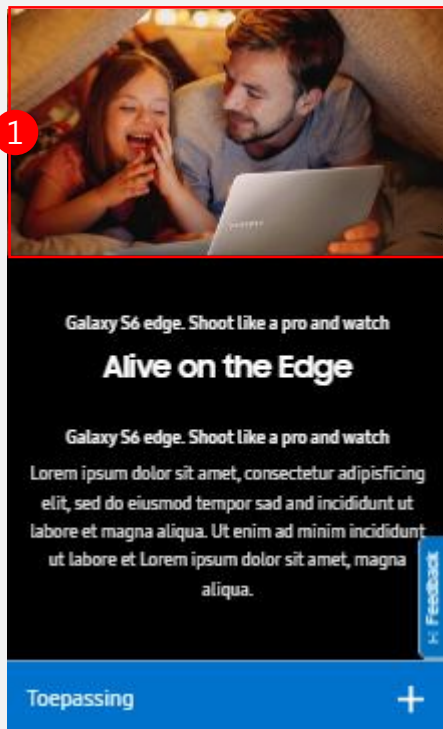 1
SAMSUNG
Galaxy S6 edge. Shoot like a pro and watch
Alive on the Edge
Galaxy S6 edge. Shoot like a pro and watch
Lorem ipsum dolor sit amet, consectetur adipisficing
elit, sed do eiusmod tempor sad and incididunt ut
labore et magna aliqua. Ut enim ad minim incididunt
ut labore et Lorem ipsum dolor sit amet, magna
aliqua.
Feedback
Toepassing +